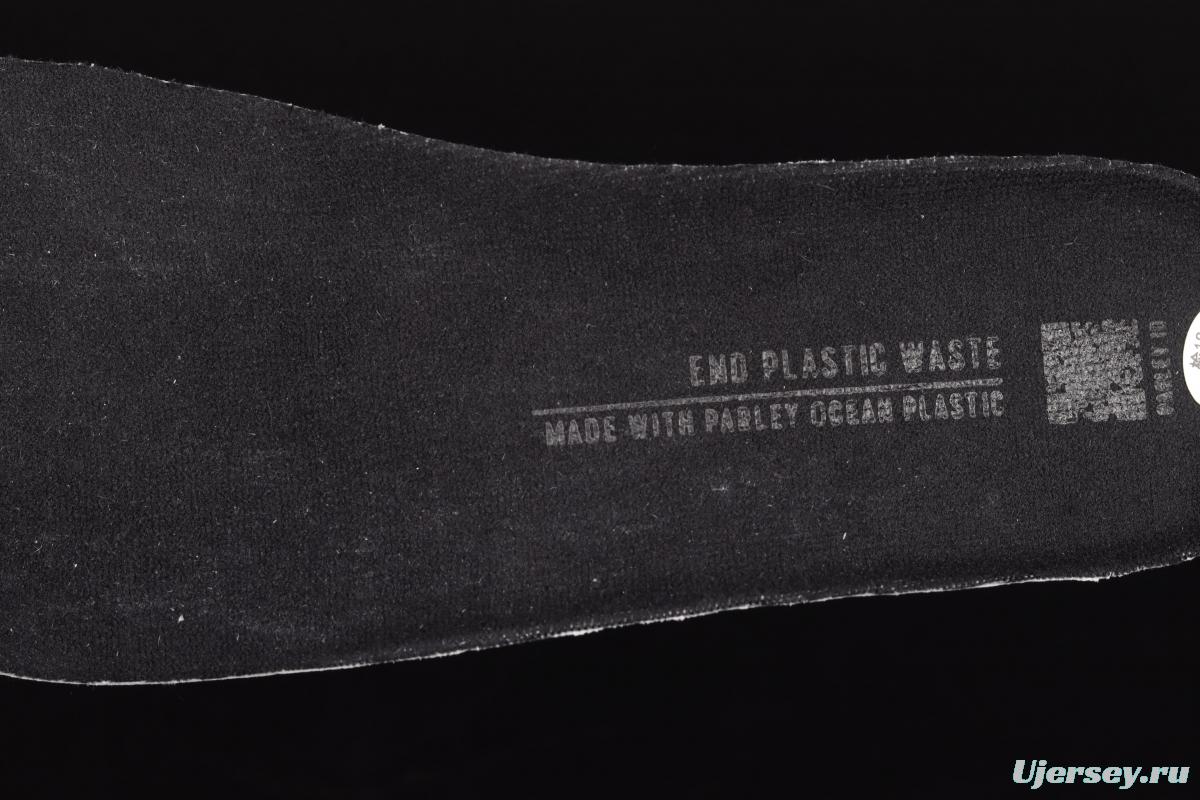 END PLASTIC WASTE
MADE WITH PARLEY OCEAN PLASTIC
Ujersey.ru